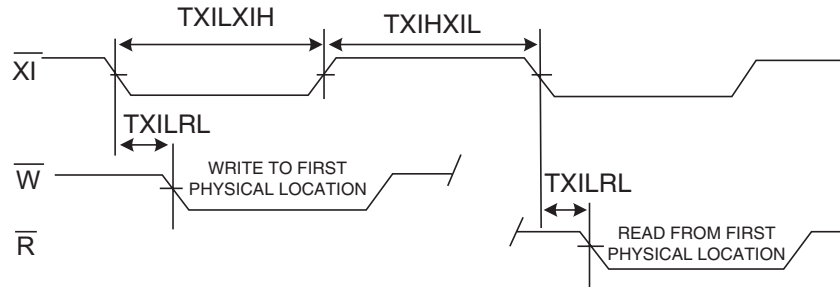 TXILXIH TXIHXIL
XI
TXILRL
W
WRITE TO FIRST
PHYSICAL LOCATION
TXILRL
R
READ FROM FIRST
PHYSICAL LOCATION